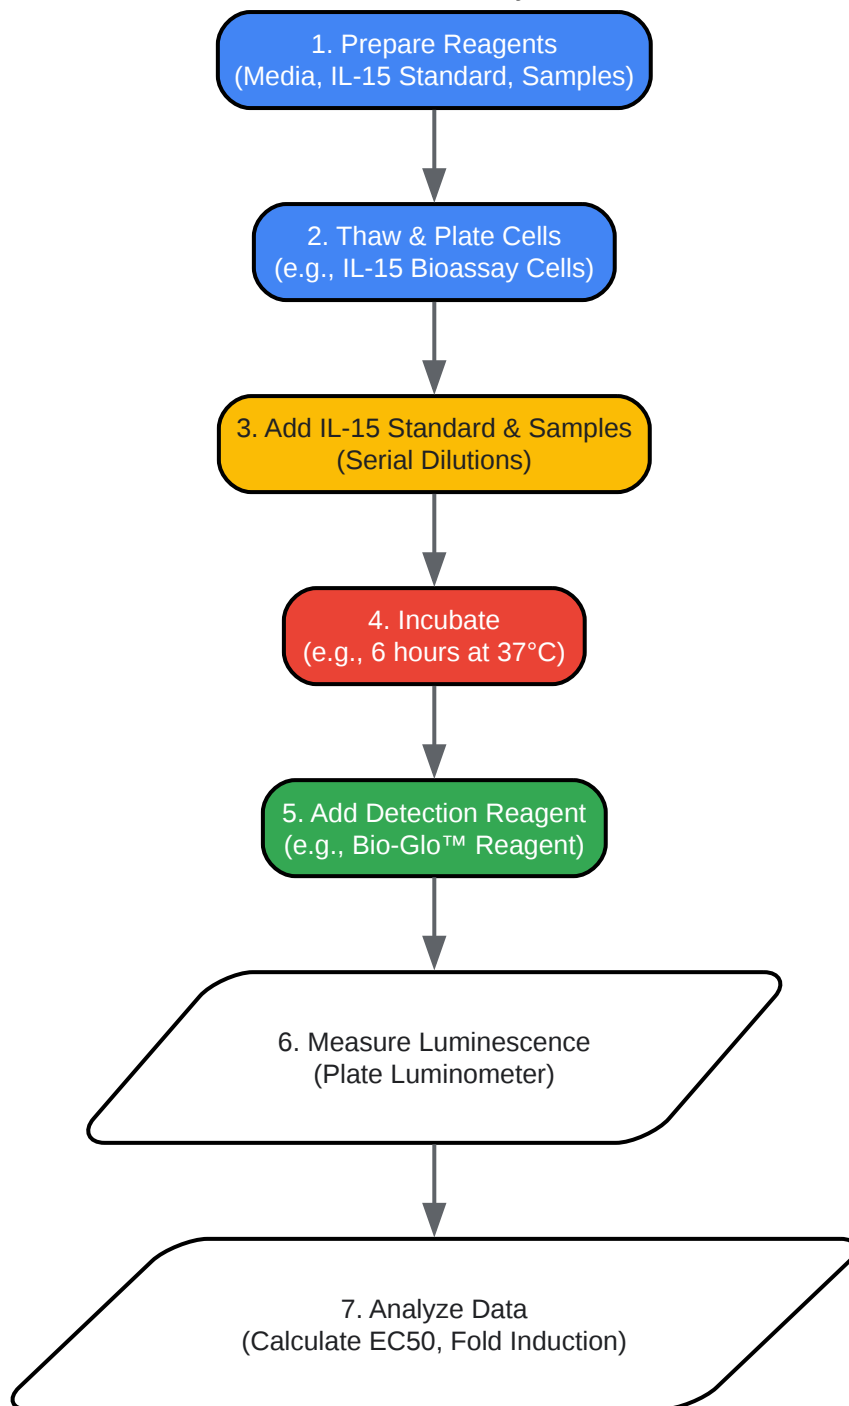 1. Prepare Reagents
(Media, IL-15 Standard, Samples)
2. Thaw & Plate Cells
(e.g., IL-15 Bioassay Cells)
3. Add IL-15 Standard & Samples
(Serial Dilutions)
4. Incubate
(e.g., 6 hours at 37°C)
5. Add Detection Reagent
(e.g., Bio-Glo™ Reagent)
6. Measure Luminescence
(Plate Luminometer)
7. Analyze Data
(Calculate EC50, Fold Induction)